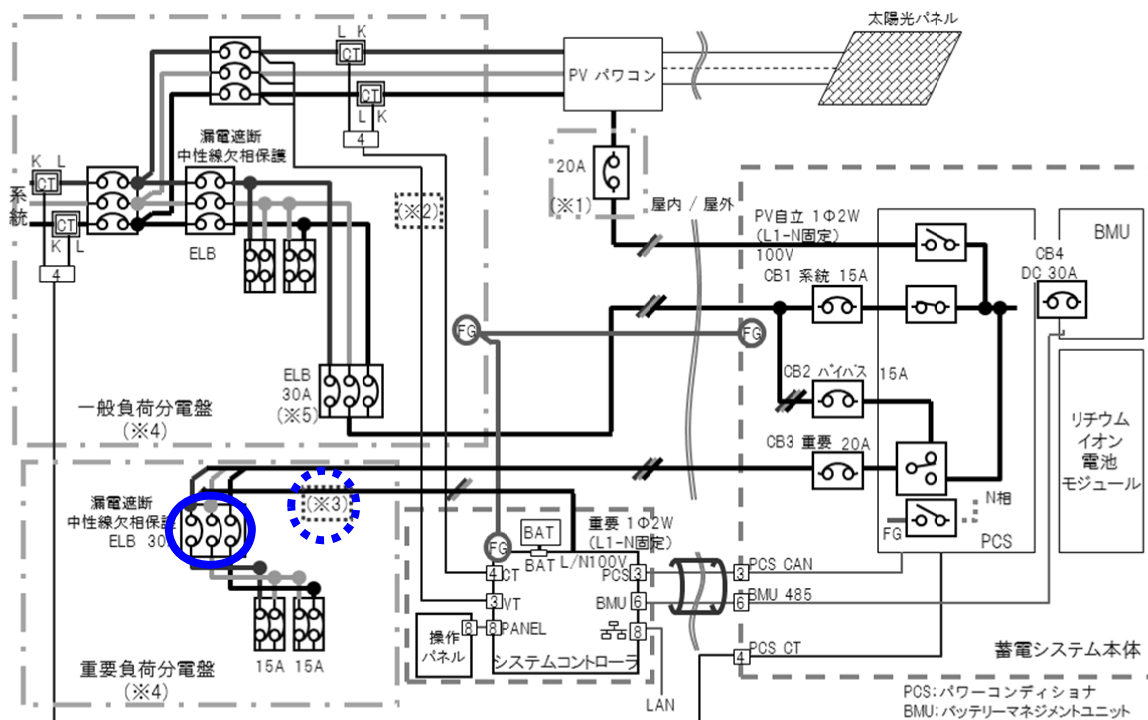 太陽光パネル
L K
CT
PV パワコン
CT
L K
4
漏電遮断
中性線欠相保護
K L
CT
系統
CT
K L
4
ELB
(※2)
20A
(※1)
屋内 / 屋外
PV自立 1Φ2W
(L1-N固定)
100V
BMU
CB4
DC 30A
CB1 系統 15A
FG
FG
ELB
30A
(※5)
CB2 バイパス 15A
一般負荷分電盤
(※4)
リチウム
イオン
電池
モジュール
CB3 重要 20A
漏電遮断
中性線欠相保護
ELB 30
(※3)
N相
FG
PCS
重要 1Φ2W
(L1-N固定)
FG
BAT
BAT
L/N100V
4 CT
PCS 3
3 PCS CAN
3 VT
BMU 6
6 BMU 485
8 8 PANEL
8
操作
パネル
システムコントローラ
15A 15A
重要負荷分電盤
(※4)
LAN
4 PCS CT
蓄電システム本体
PCS:パワーコンディショナ
BMU:バッテリーマネジメントユニット